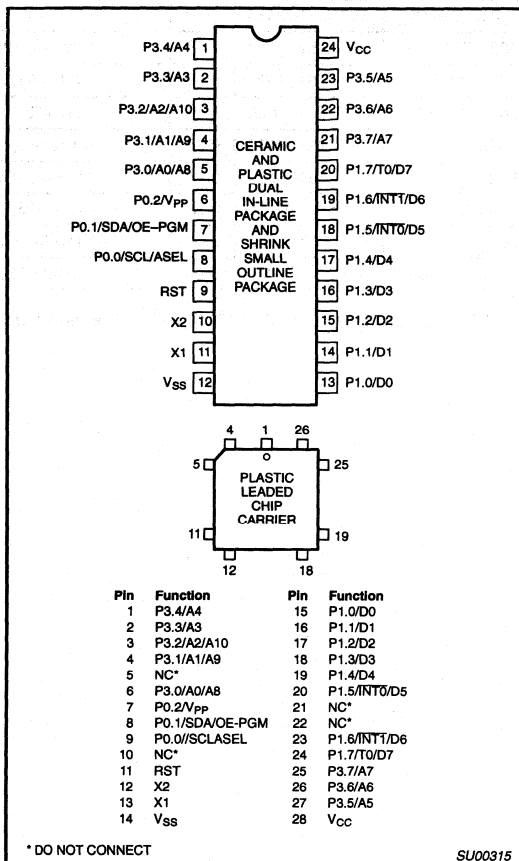 P3.4/A4 1 24 VCC
P3.3/A3 2 23 P3.5/A5
P3.2/A2/A10 3 22 P3.6/A6
P3.1/A1/A9 4 21 P3.7/A7
P3.0/A0/A8 5 20 P1.7/T0/D7
P0.2/VPP 6 19 P1.6/INT1/D6
P0.1/SDA/OE–PGM 7 18 P1.5/INT0/D5
P0.0/SCL/ASEL 8 17 P1.4/D4
RST 9 16 P1.3/D3
X2 10 15 P1.2/D2
X1 11 14 P1.1/D1
VSS 12 13 P1.0/D0
CERAMIC
AND
PLASTIC
DUAL
IN-LINE
PACKAGE
AND
SHRINK
SMALL
OUTLINE
PACKAGE
4 1 26
5 25
PLASTIC
LEADED
CHIP
CARRIER
11 19
12 18
Pin Function Pin Function
1 P3.4/A4 15 P1.0/D0
2 P3.3/A3 16 P1.1/D1
3 P3.2/A2/A10 17 P1.2/D2
4 P3.1/A1/A9 18 P1.3/D3
5 NC* 19 P1.4/D4
6 P3.0/A0/A8 20 P1.5/INT0/D5
7 P0.2/VPP 21 NC*
8 P0.1/SDA/OE-PGM 22 NC*
9 P0.0//SCLASEL 23 P1.6/INT1/D6
10 NC* 24 P1.7/T0/D7
11 RST 25 P3.7/A7
12 X2 26 P3.6/A6
13 X1 27 P3.5/A5
14 VSS 28 VCC
* DO NOT CONNECT
SU00315